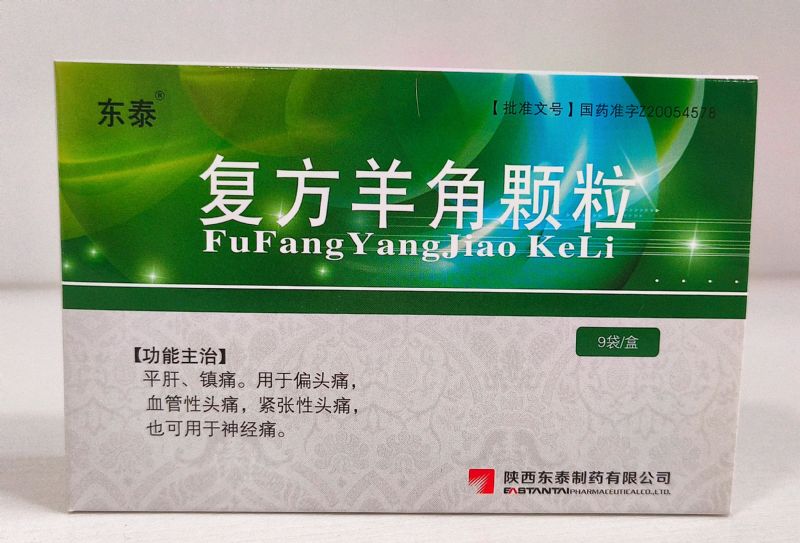 东泰®
【批准文号】国药准字Z20054578
复方羊角颗粒
FuFangYangJiao KeLi
9袋/盒
【功能主治】
平肝、镇痛。用于偏头痛，
血管性头痛，紧张性头痛，
也可用于神经痛。
陕西东泰制药有限公司
EASTANTAI PHARMACEUTICAL CO.,LTD.